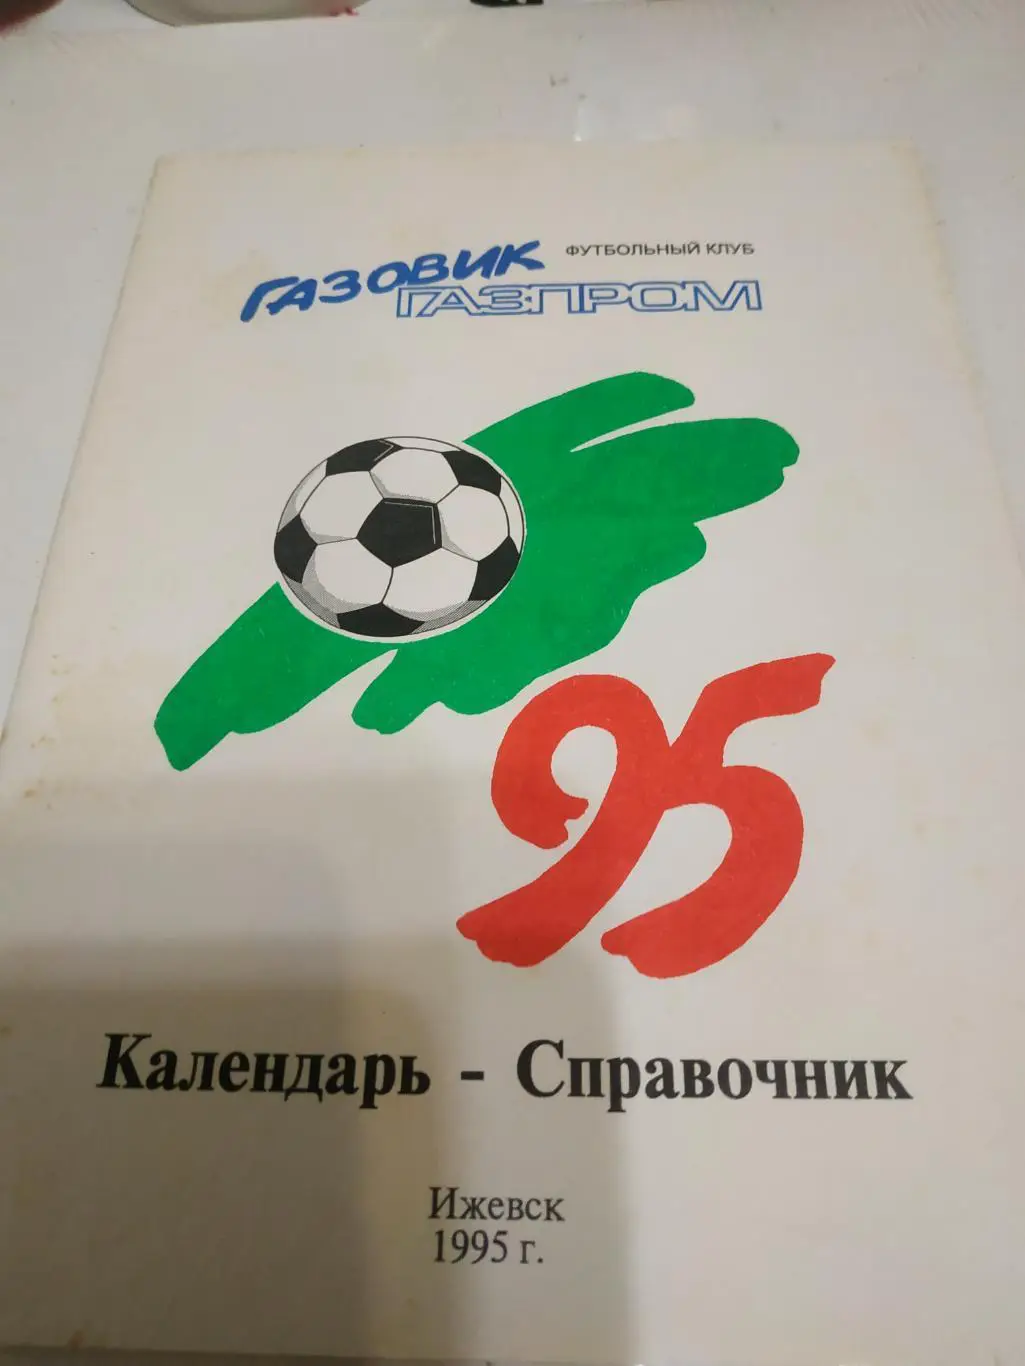 ГАЗОВИК ФУТБОЛЬНЫЙ КЛУБ
ГАЗПРОМ
95
Календарь - Справочник
Ижевск
1995 г.